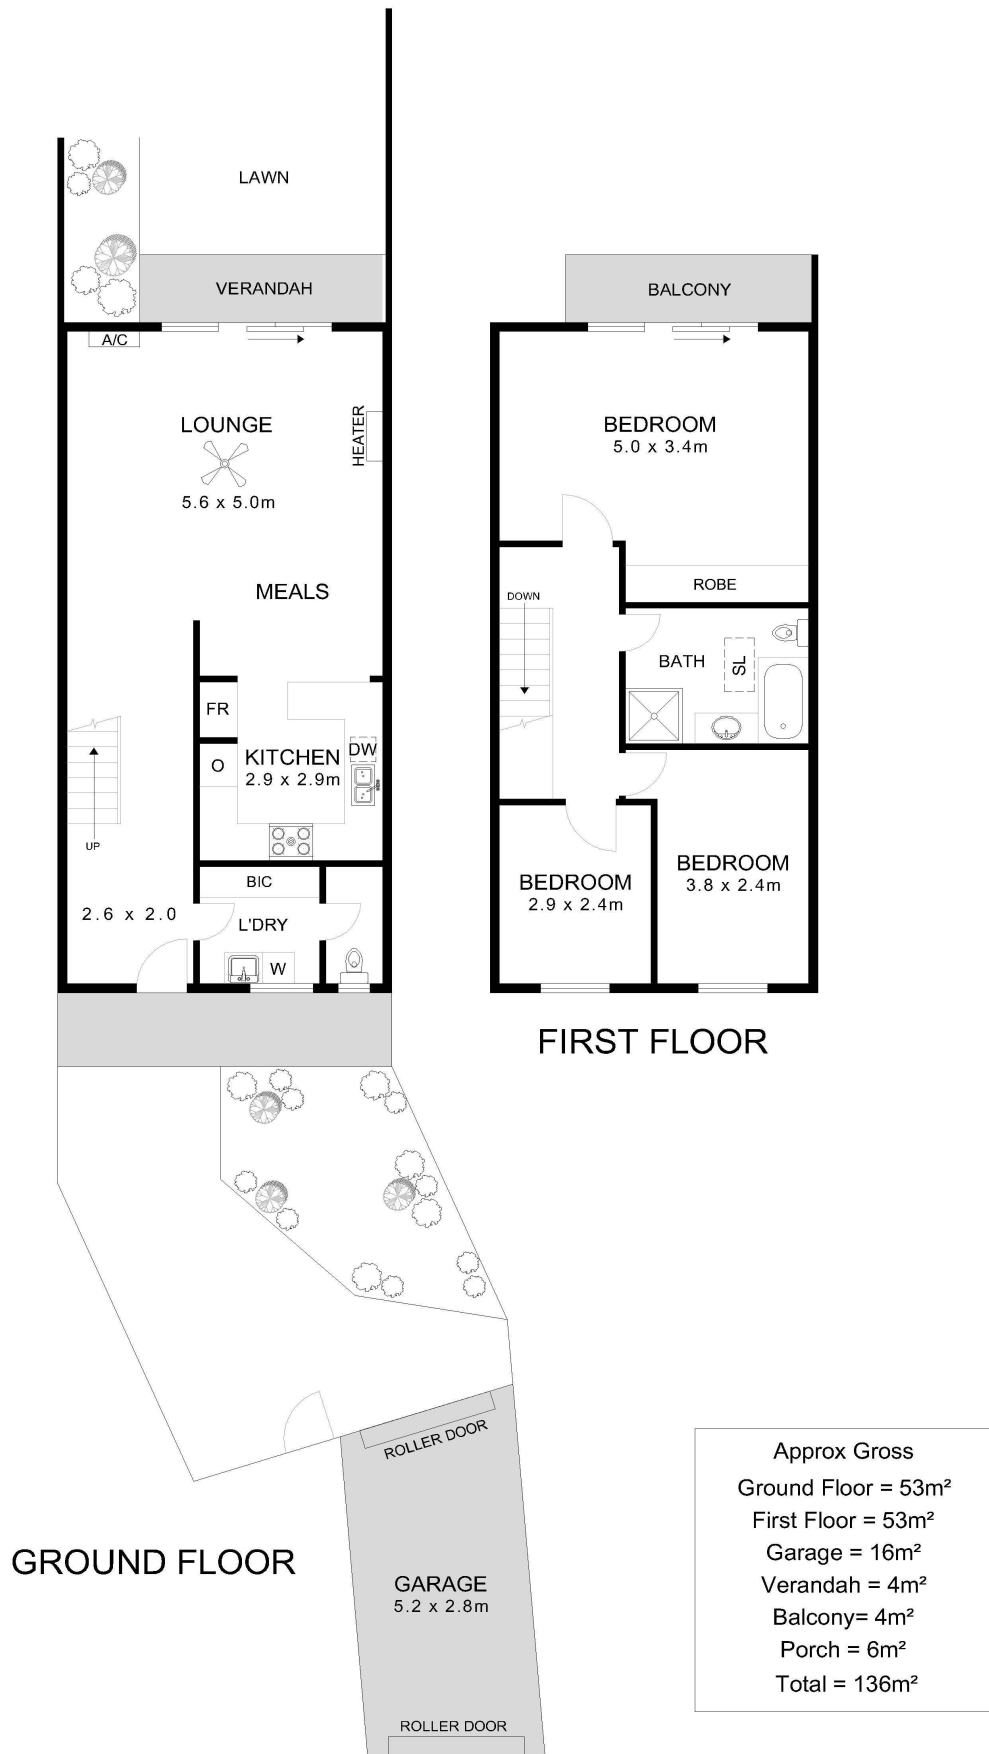 LAWN
VERANDAH
A/C
LOUNGE
5.6 x 5.0m
HEATER
MEALS
FR
KITCHEN
2.9 x 2.9m
DW
O
UP
BIC
2.6 x 2.0
L'DRY
W
BALCONY
BEDROOM
5.0 x 3.4m
ROBE
DOWN
BATH
SL
BEDROOM
2.9 x 2.4m
BEDROOM
3.8 x 2.4m
FIRST FLOOR
ROLLER DOOR
GROUND FLOOR
GARAGE
5.2 x 2.8m
ROLLER DOOR
Approx Gross
Ground Floor = 53m²
First Floor = 53m²
Garage = 16m²
Verandah = 4m²
Balcony= 4m²
Porch = 6m²
Total = 136m²